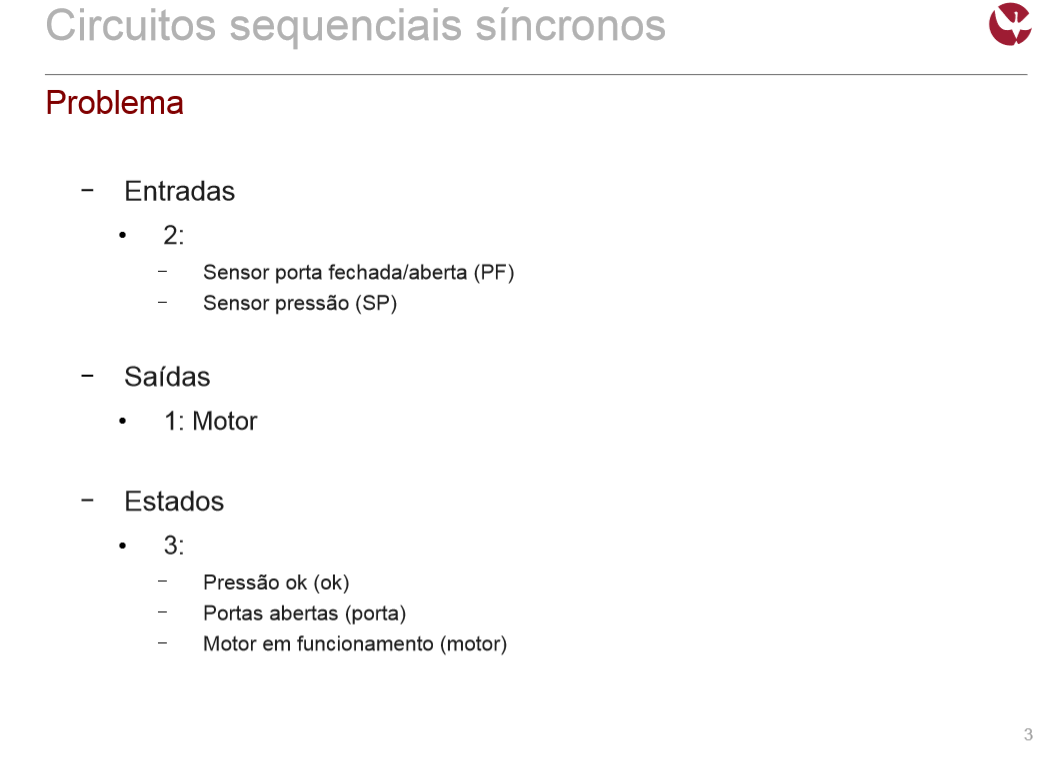 Circuitos sequenciais síncronos
Problema
− Entradas
• 2:
− Sensor porta fechada/aberta (PF)
− Sensor pressão (SP)
− Saídas
• 1: Motor
− Estados
• 3:
− Pressão ok (ok)
− Portas abertas (porta)
− Motor em funcionamento (motor)
3